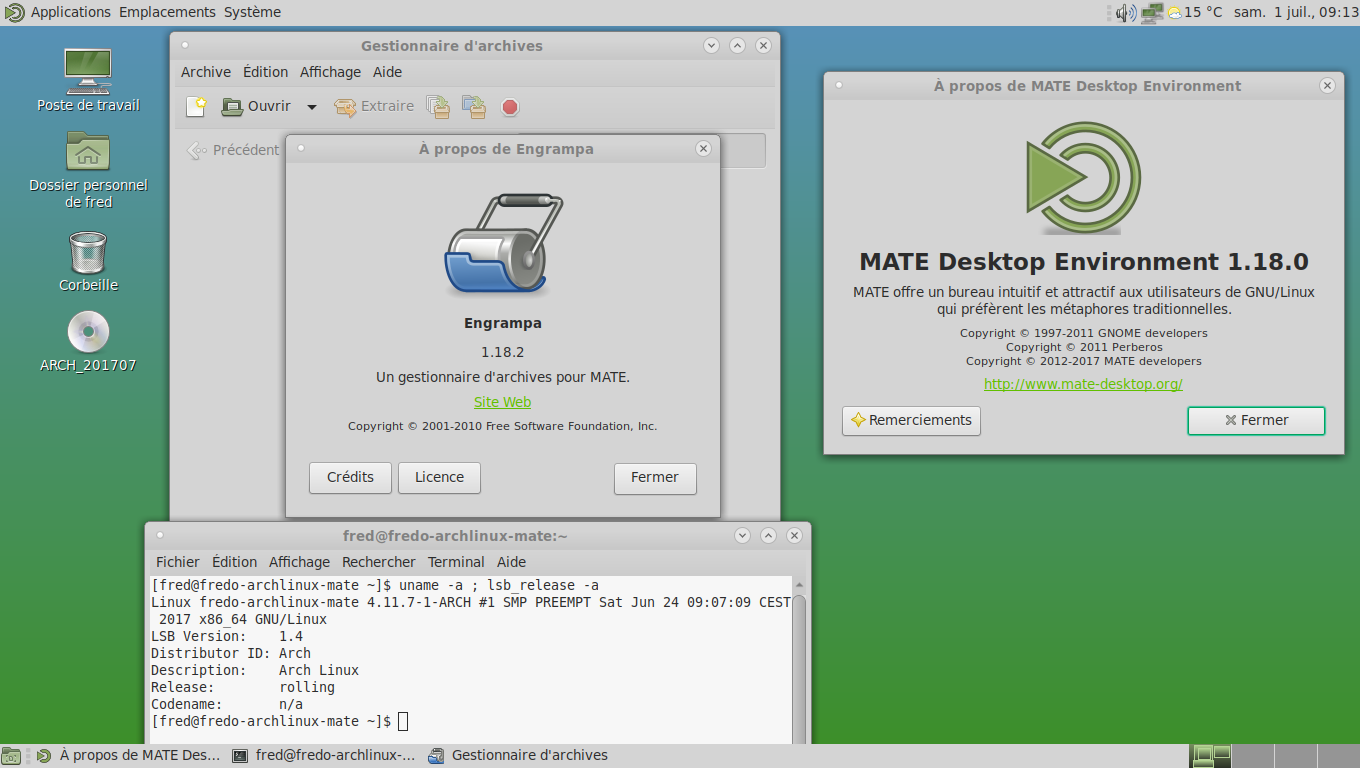 Applications Emplacements Système
15 °C sam. 1 juil., 09:13
Poste de travail
Dossier personnel
de fred
Corbeille
ARCH_201707
Gestionnaire d'archives
Archive Édition Affichage Aide
Ouvrir Extraire
Précédent
À propos de Engrampa
Engrampa
1.18.2
Un gestionnaire d'archives pour MATE.
Site Web
Copyright © 2001-2010 Free Software Foundation, Inc.
Crédits Licence Fermer
À propos de MATE Desktop Environment
MATE Desktop Environment 1.18.0
MATE offre un bureau intuitif et attractif aux utilisateurs de GNU/Linux
qui préfèrent les métaphores traditionnelles.
Copyright © 1997-2011 GNOME developers
Copyright © 2011 Perberos
Copyright © 2012-2017 MATE developers
http://www.mate-desktop.org/
Remerciements Fermer
fred@fredo-archlinux-mate:~
Fichier Édition Affichage Rechercher Terminal Aide
[fred@fredo-archlinux-mate ~]$ uname -a ; lsb_release -a
Linux fredo-archlinux-mate 4.11.7-1-ARCH #1 SMP PREEMPT Sat Jun 24 09:07:09 CEST
2017 x86_64 GNU/Linux
LSB Version: 1.4
Distributor ID: Arch
Description: Arch Linux
Release: rolling
Codename: n/a
[fred@fredo-archlinux-mate ~]$
À propos de MATE Des... fred@fredo-archlinux-... Gestionnaire d'archives